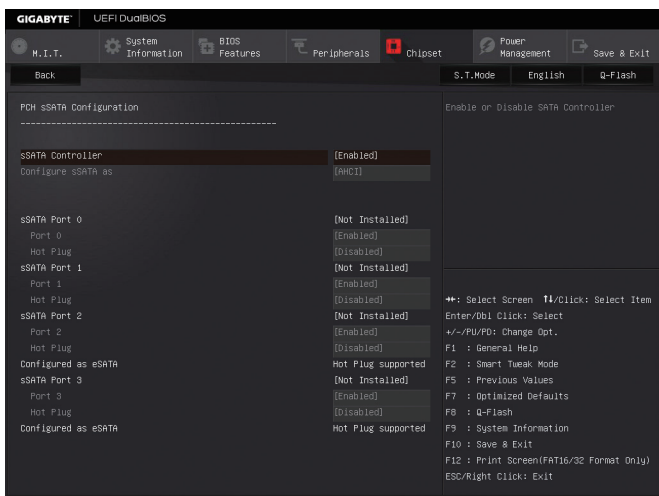 GIGABYTE™ UEFI DualBIOS
M.I.T. System Information BIOS Features Peripherals Chipset Power Management Save & Exit
Back S.T.Mode English Q-Flash
PCH sSATA Configuration
--------------------------------------------------
sSATA Controller [Enabled]
Configure sSATA as [AHCI]
sSATA Port 0 [Not Installed]
Port 0 [Enabled]
Hot Plug [Disabled]
sSATA Port 1 [Not Installed]
Port 1 [Enabled]
Hot Plug [Disabled]
sSATA Port 2 [Not Installed]
Port 2 [Enabled]
Hot Plug [Disabled]
Configured as eSATA Hot Plug supported
sSATA Port 3 [Not Installed]
Port 3 [Enabled]
Hot Plug [Disabled]
Configured as eSATA Hot Plug supported
Enable or Disable SATA Controller
→←: Select Screen ↑↓/Click: Select Item
Enter/Dbl Click: Select
+/-/PU/PD: Change Opt.
F1 : General Help
F2 : Smart Tweak Mode
F5 : Previous Values
F7 : Optimized Defaults
F8 : Q-Flash
F9 : System Information
F10 : Save & Exit
F12 : Print Screen(FAT16/32 Format Only)
ESC/Right Click: Exit